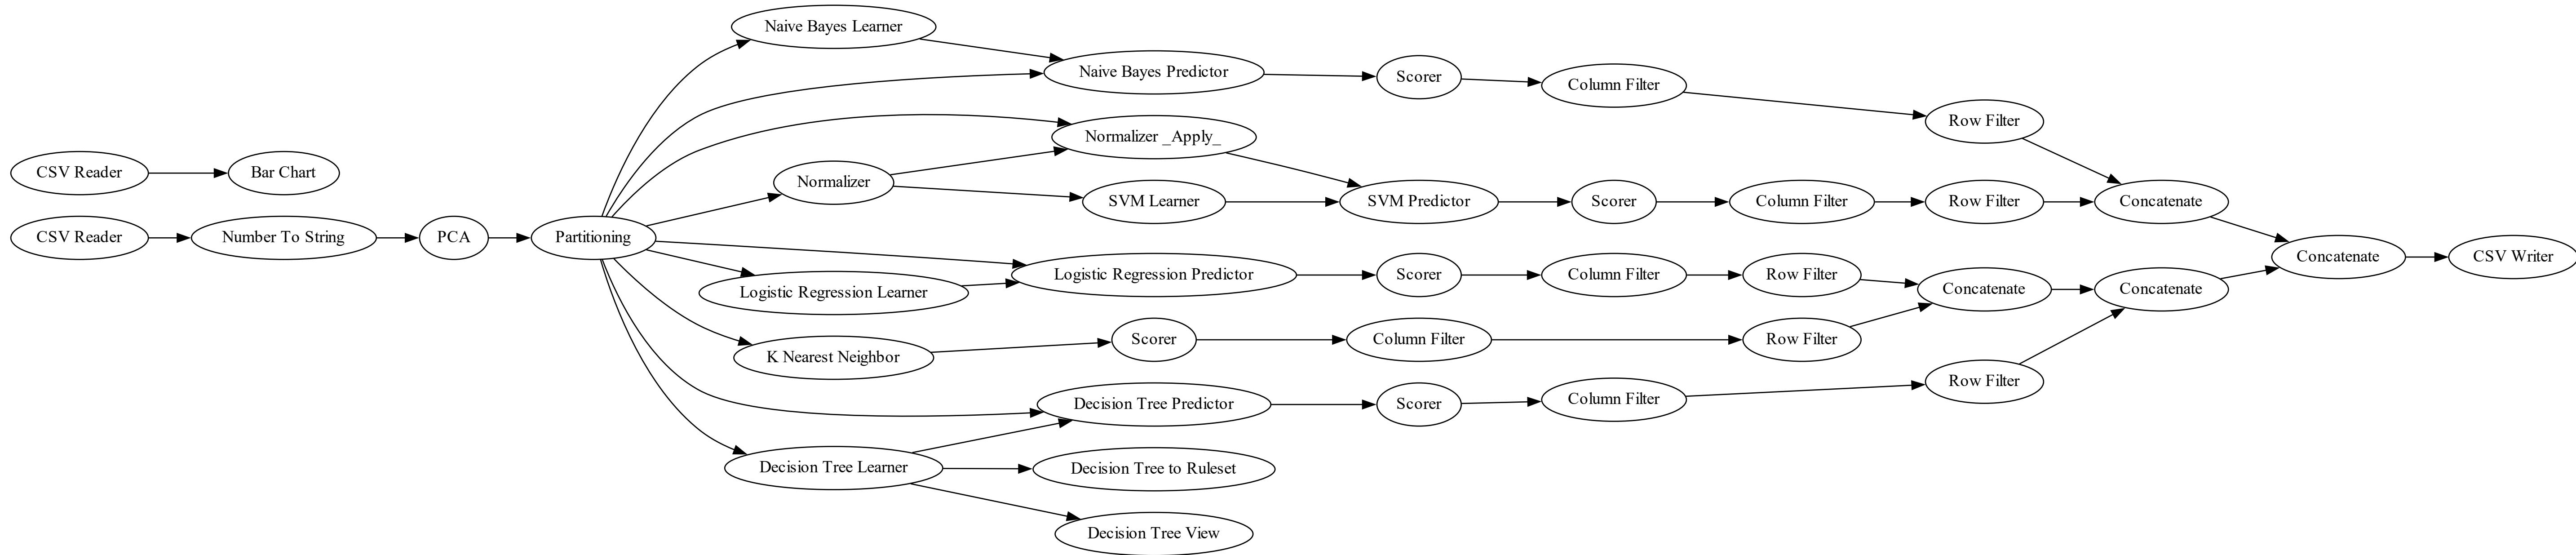 Naive Bayes Learner
Naive Bayes Predictor
Scorer
Column Filter
Row Filter
Normalizer _Apply_
CSV Reader
Bar Chart
Normalizer
SVM Learner
SVM Predictor
Scorer
Column Filter
Row Filter
Concatenate
CSV Reader
Number To String
PCA
Partitioning
Logistic Regression Predictor
Scorer
Column Filter
Row Filter
Concatenate
CSV Writer
Logistic Regression Learner
Concatenate
Concatenate
K Nearest Neighbor
Scorer
Column Filter
Row Filter
Decision Tree Predictor
Scorer
Column Filter
Row Filter
Decision Tree Learner
Decision Tree to Ruleset
Decision Tree View